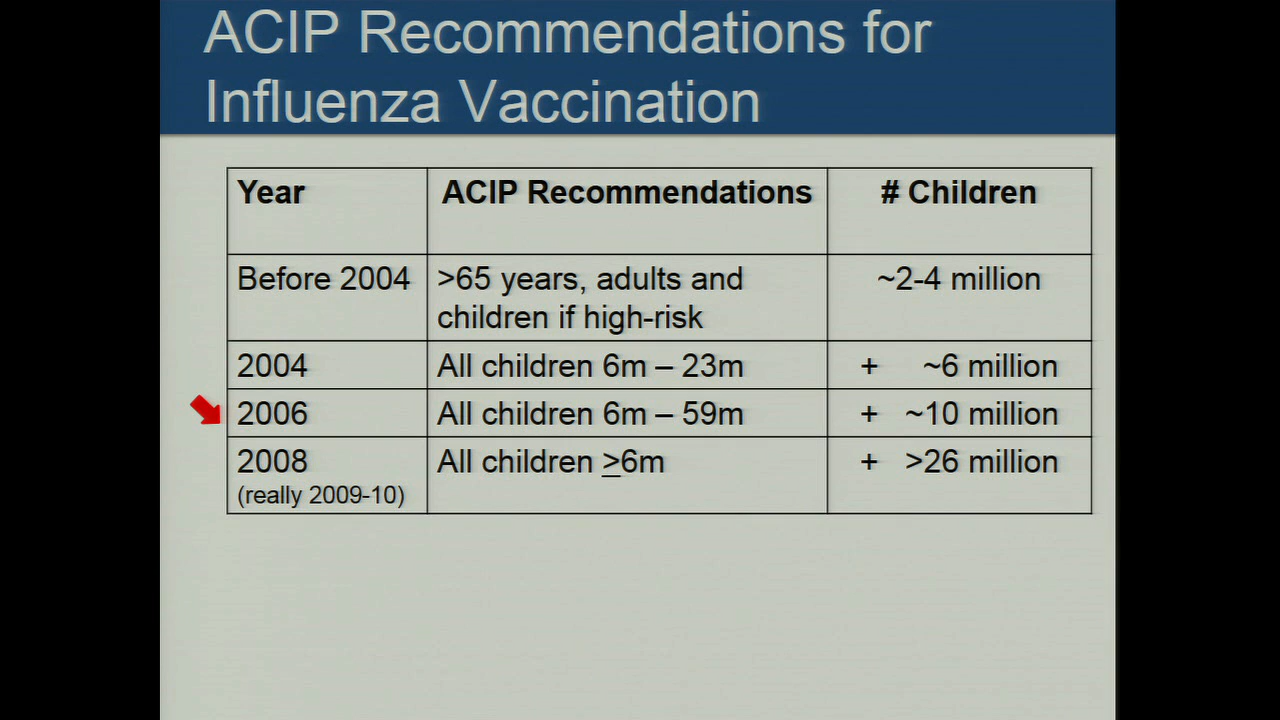 ACIP Recommendations for
Influenza Vaccination
Year ACIP Recommendations # Children
Before 2004 >65 years, adults and ~2-4 million
children if high-risk
2004 All children 6m – 23m + ~6 million
2006 All children 6m – 59m + ~10 million
2008 All children >6m + >26 million
(really 2009-10)